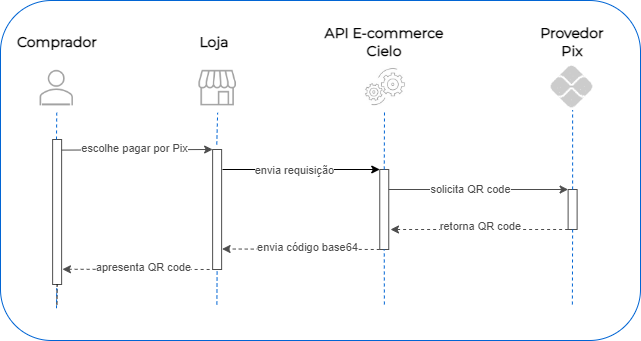 Comprador
Loja
API E-commerce
Cielo
Provedor
Pix
escolhe pagar por Pix
envia requisição
solicita QR code
retorna QR code
envia código base64
apresenta QR code